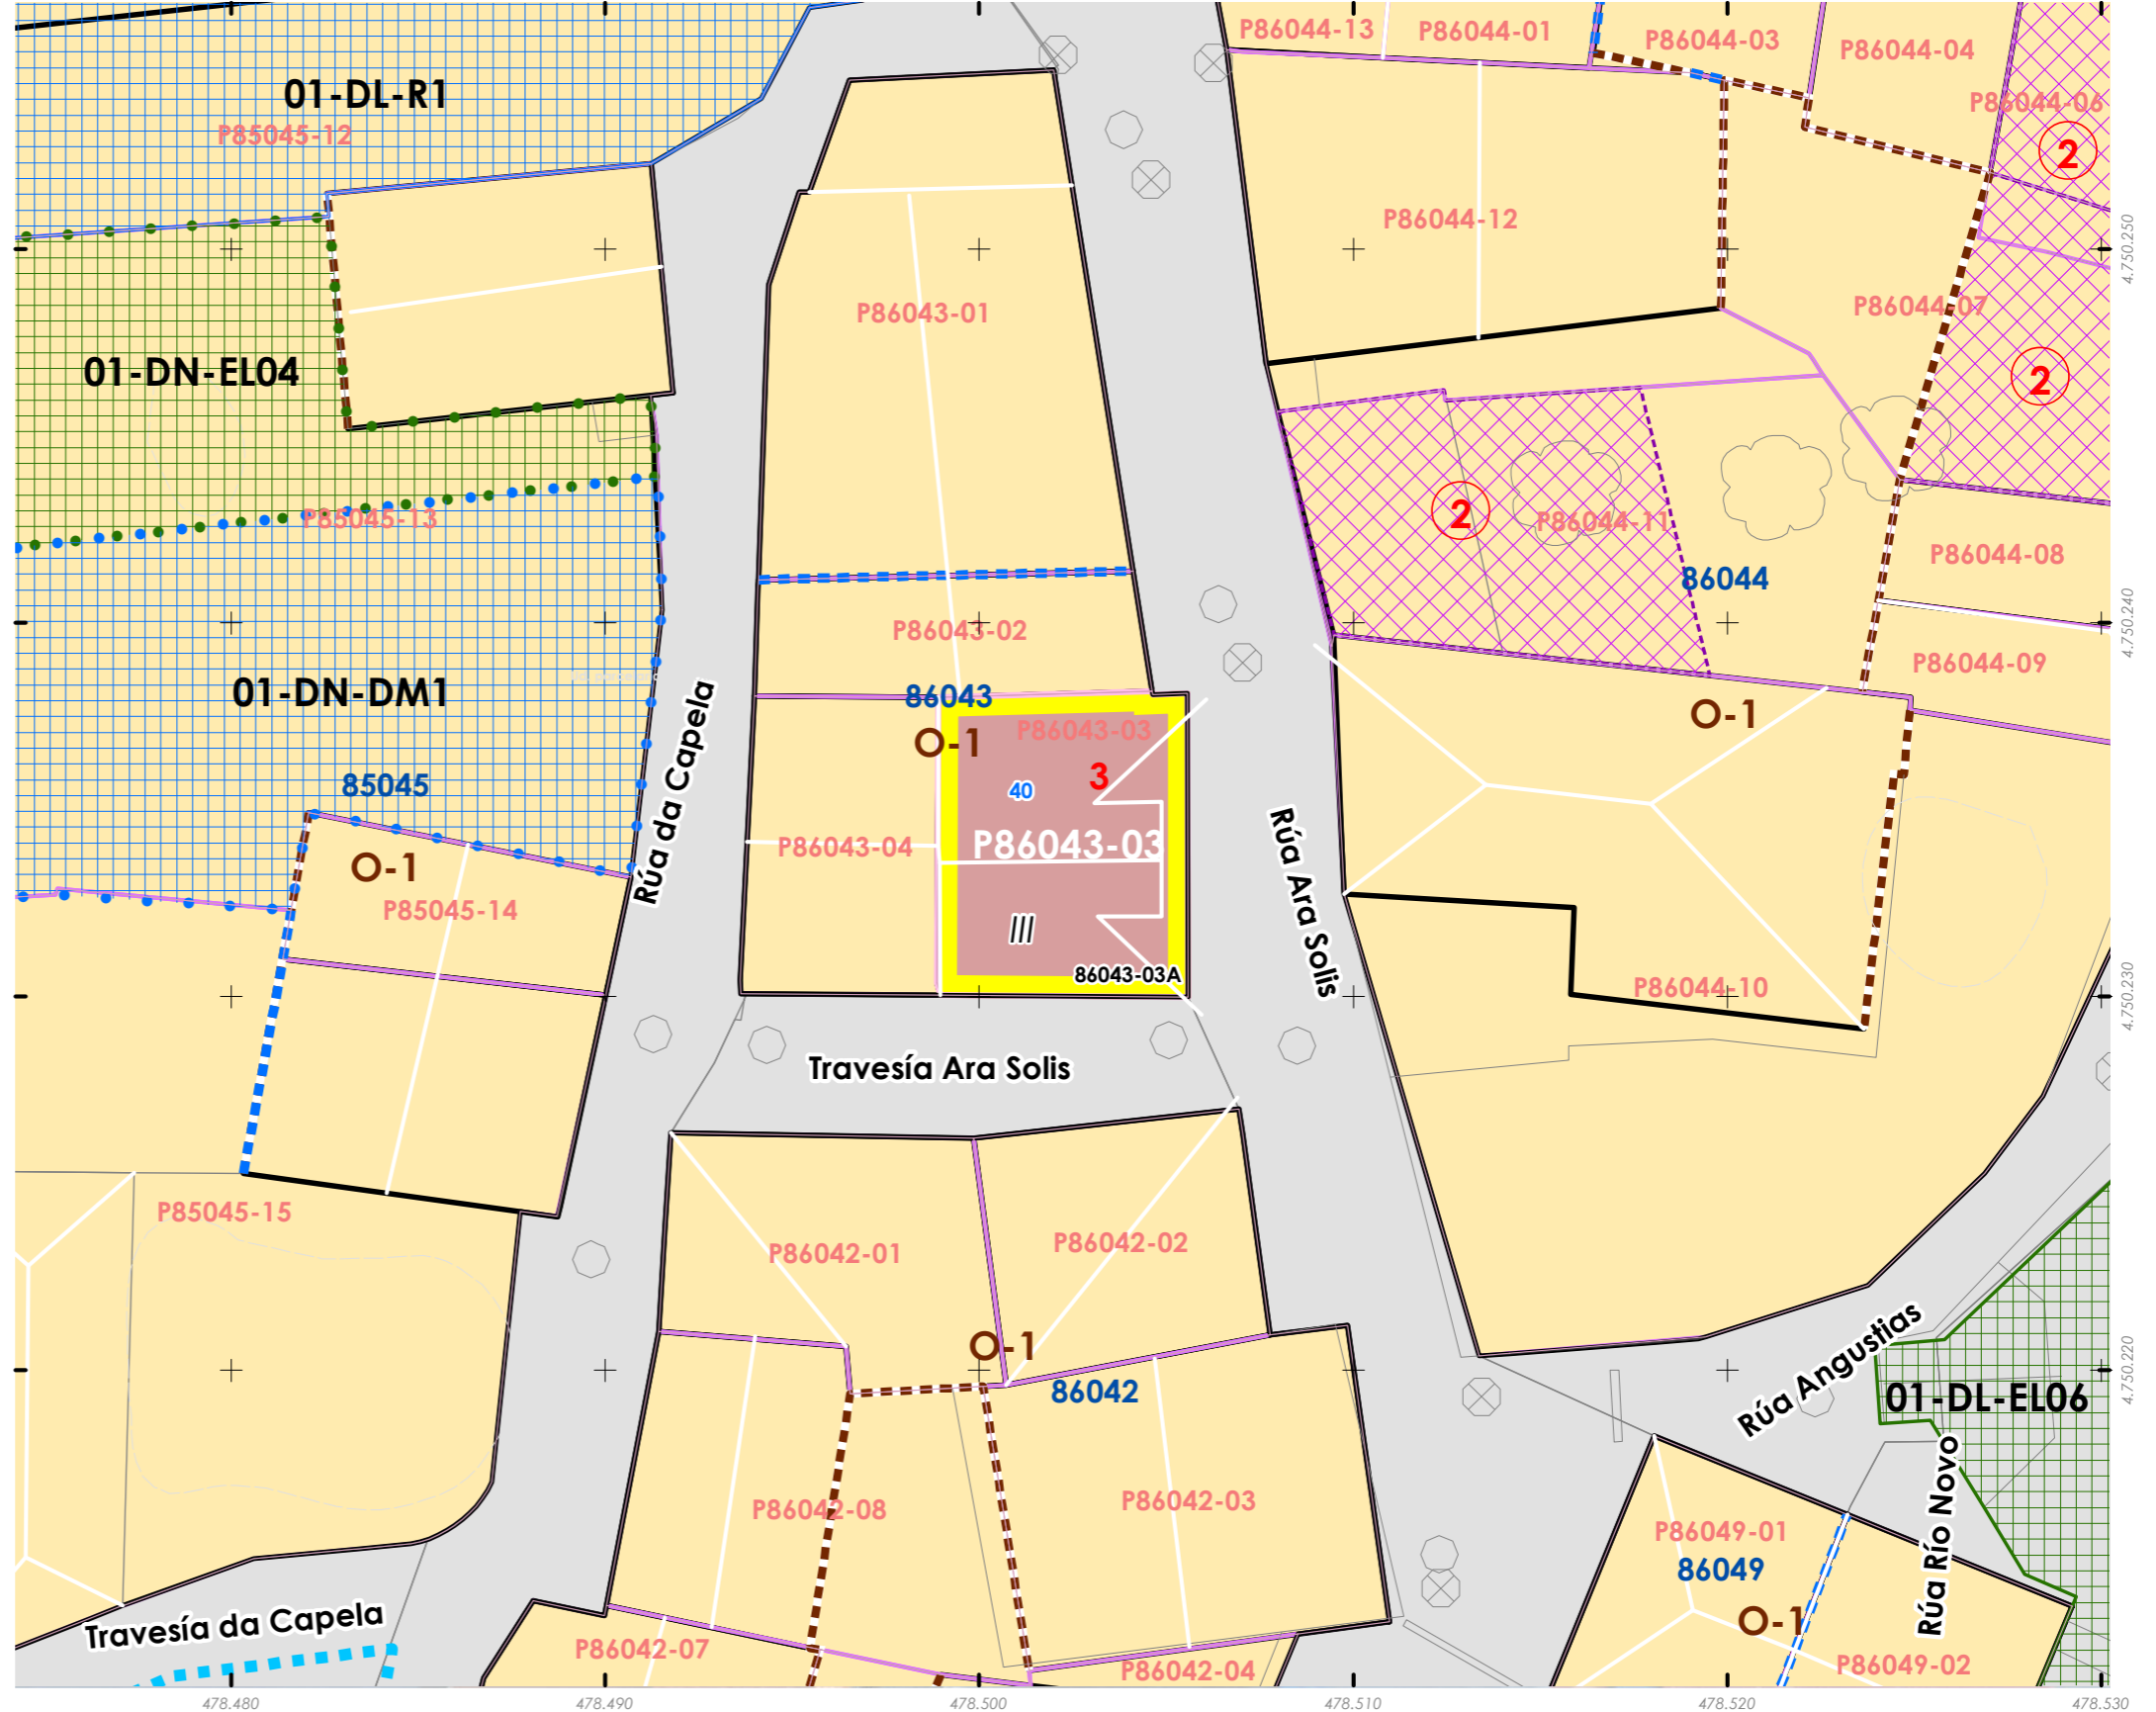 P86044-13
P86044-01
P86044-03
P86044-04
01-DL-R1
P85045-12
P86044-06
2
P86044-12
4.750.250
P86043-01
P86044-07
01-DN-EL04
2
2
P85045-13
P86044-11
P86044-08
86044
4.750.240
P86043-02
P86044-09
01-DN-DM1
86043
O-1
P86043-03
O-1
Rúa da Capela
85045
40
3
P86043-04
P86043-03
Rúa Ara Solis
O-1
P85045-14
III
86043-03A
P86044-10
4.750.230
Travesía Ara Solis
P85045-15
P86042-01
P86042-02
O-1
86042
Rúa Angustias
01-DL-EL06
4.750.220
P86042-08
P86042-03
P86049-01
86049
Rúa Río Novo
O-1
Travesía da Capela
P86042-07
P86042-04
P86049-02
478.480
478.490
478.500
478.510
478.520
478.530